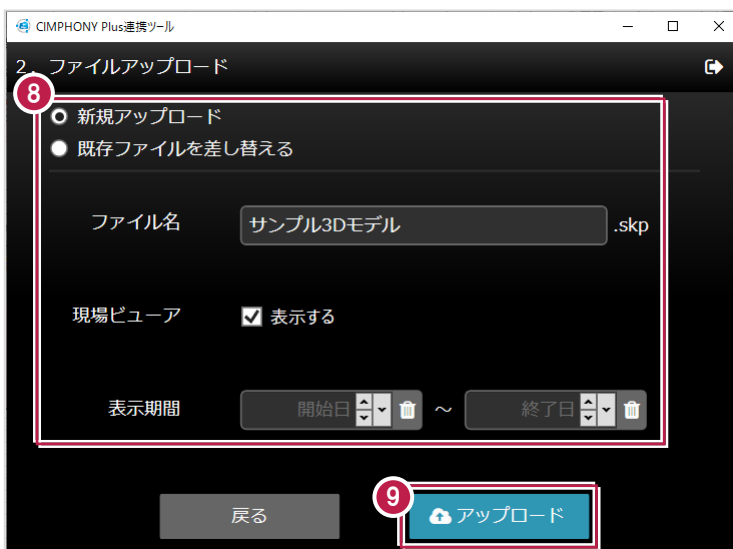 CIMPHONY Plus連携ツール
2. ファイルアップロード
8
新規アップロード
既存ファイルを差し替える
ファイル名 サンプル3Dモデル .skp
現場ビューア 表示する
表示期間 開始日 ～ 終了日
9
戻る アップロード